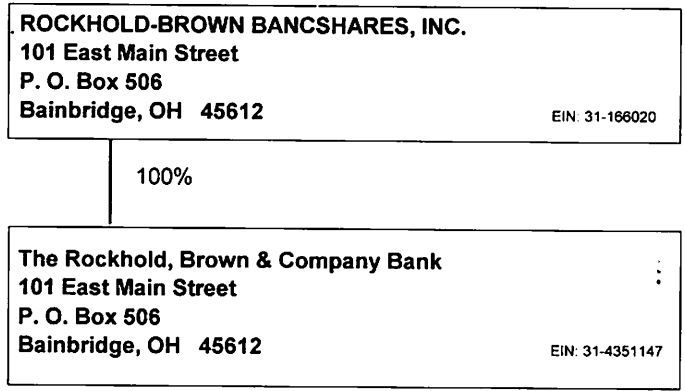 ROCKHOLD-BROWN BANCSHARES, INC.
101 East Main Street
P. O. Box 506
Bainbridge, OH 45612
EIN: 31-166020
100%
The Rockhold, Brown & Company Bank
101 East Main Street
P. O. Box 506
Bainbridge, OH 45612
EIN: 31-4351147